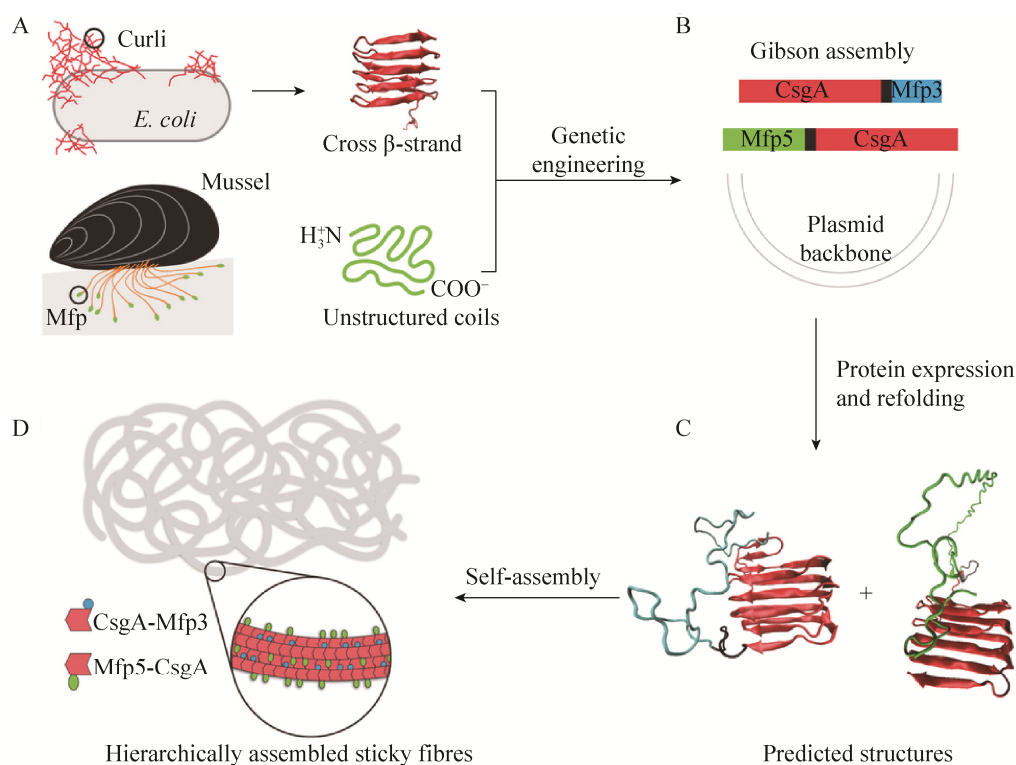 A
Curli
E. coli
Cross β-strand
Mussel
Mfp
H₃⁺N
COO⁻
Unstructured coils
Genetic
engineering
B
Gibson assembly
CsgA Mfp3
Mfp5 CsgA
Plasmid
backbone
Protein expression
and refolding
C
+
Predicted structures
Self-assembly
D
CsgA-Mfp3
Mfp5-CsgA
Hierarchically assembled sticky fibres